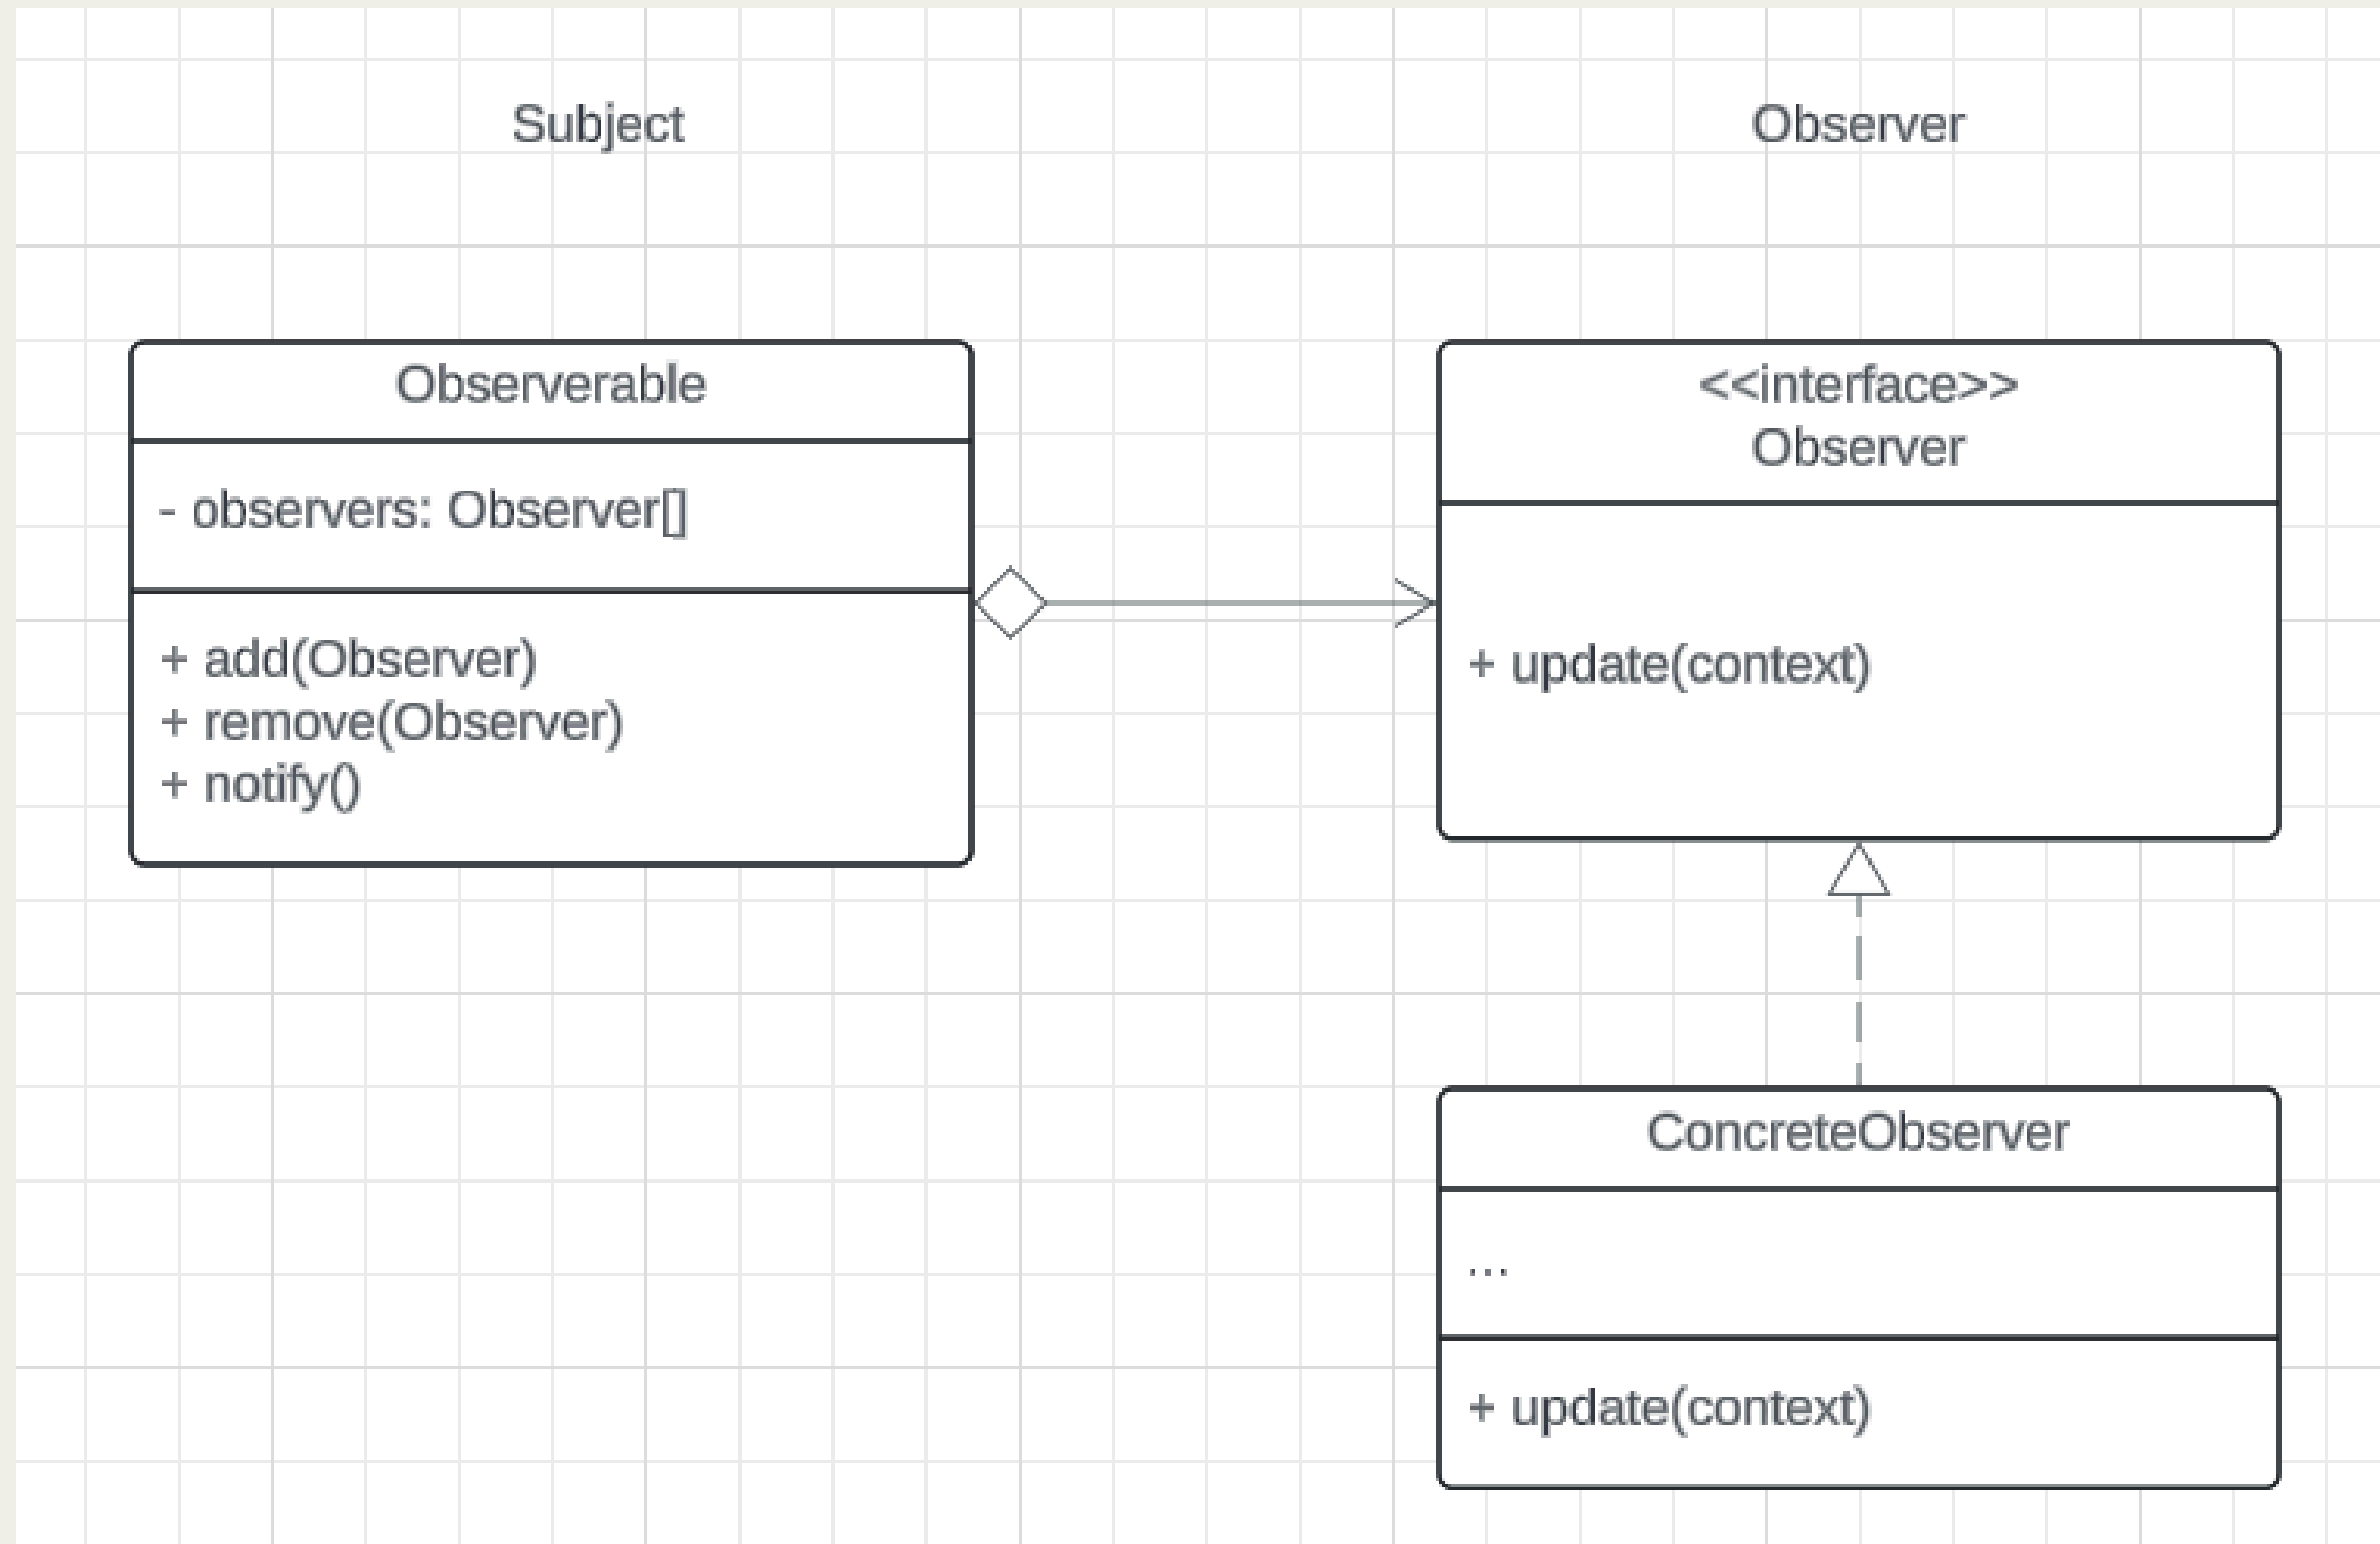 Subject
Observer
Observerable
- observers: Observer[]
+ add(Observer)
+ remove(Observer)
+ notify()
<<interface>>
Observer
+ update(context)
ConcreteObserver
...
+ update(context)